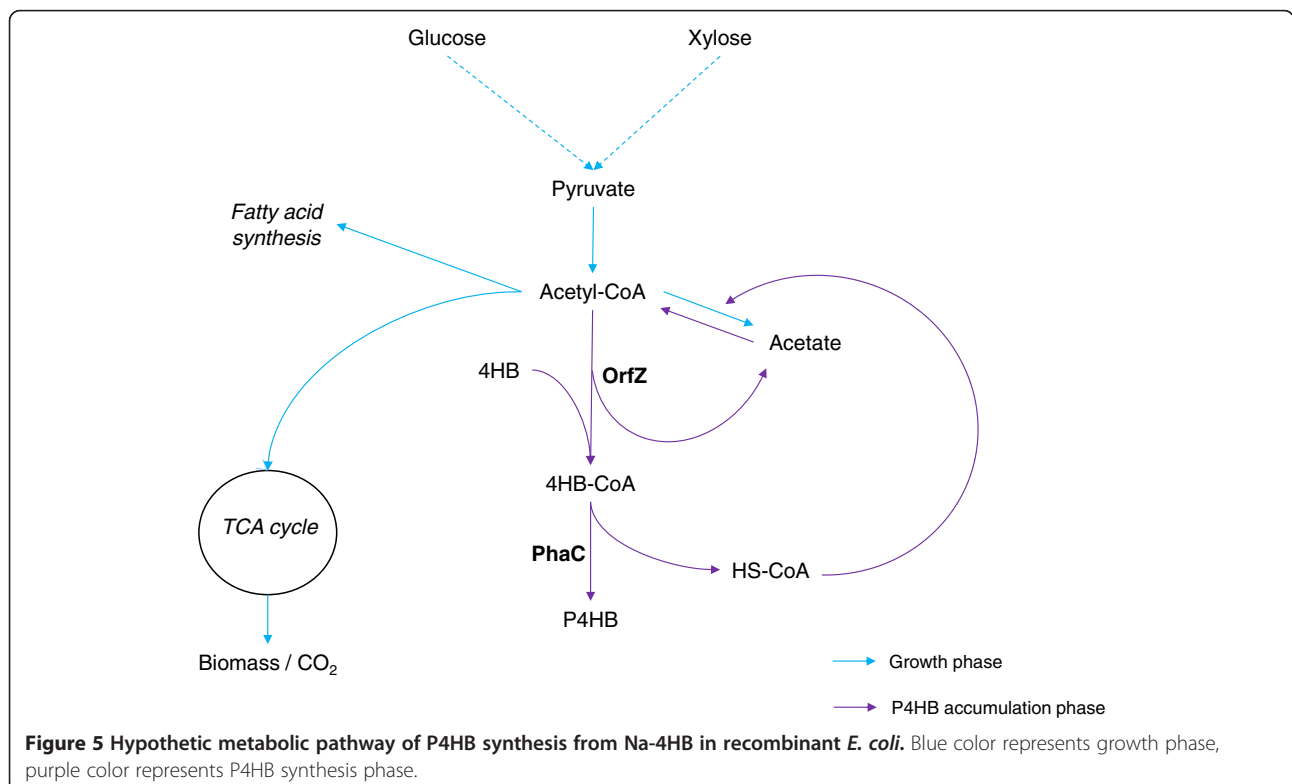 Glucose
Xylose
Pyruvate
Fatty acid
synthesis
Acetyl-CoA
Acetate
4HB
OrfZ
4HB-CoA
TCA cycle
PhaC
HS-CoA
P4HB
Biomass / CO₂
Growth phase
P4HB accumulation phase
Figure 5 Hypothetic metabolic pathway of P4HB synthesis from Na-4HB in recombinant E. coli. Blue color represents growth phase,
purple color represents P4HB synthesis phase.